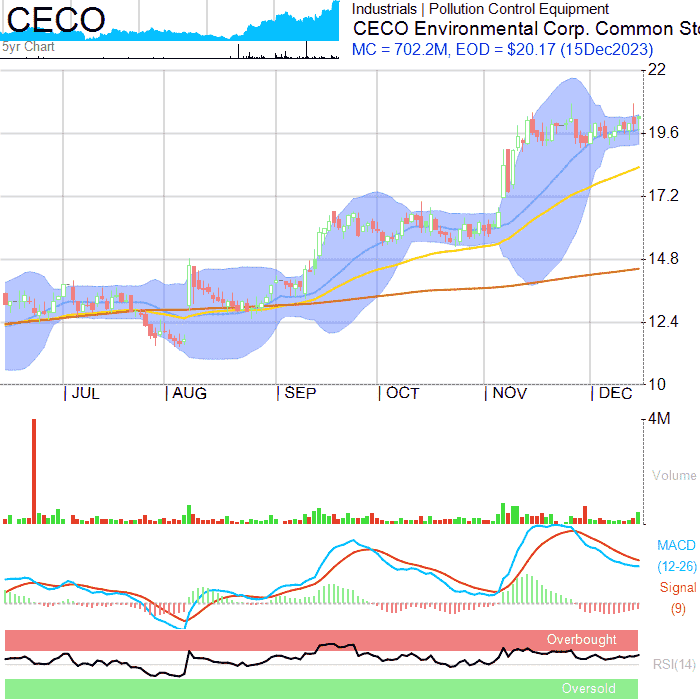 CECO
5yr Chart
Industrials | Pollution Control Equipment
CECO Environmental Corp. Common Sto
MC = 702.2M, EOD = $20.17 (15Dec2023)
22
19.6
17.2
14.8
12.4
10
JUL AUG SEP OCT NOV DEC
4M
Volume
MACD
(12-26)
Signal
(9)
Overbought
RSI(14)
Oversold